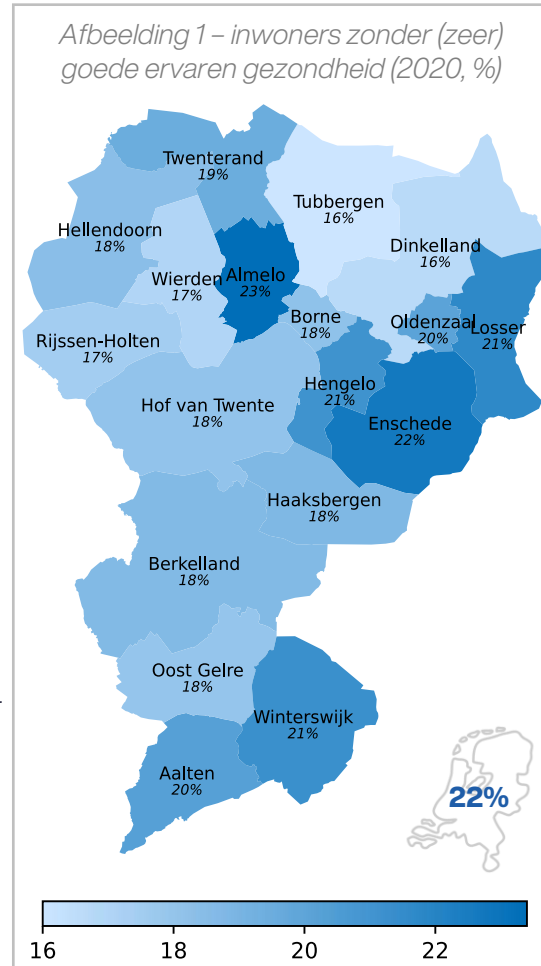 Afbeelding 1 – inwoners zonder (zeer)
goede ervaren gezondheid (2020, %)
Twenterand
19%
Tubbergen
16%
Hellendoorn
18%
Dinkelland
16%
Wierden
17%
Almelo
23%
Borne
18%
Oldenzaal
20%
Losser
21%
Rijssen-Holten
17%
Hengelo
21%
Hof van Twente
18%
Enschede
22%
Haaksbergen
18%
Berkelland
18%
Oost Gelre
18%
Winterswijk
21%
Aalten
20%
22%
16 18 20 22